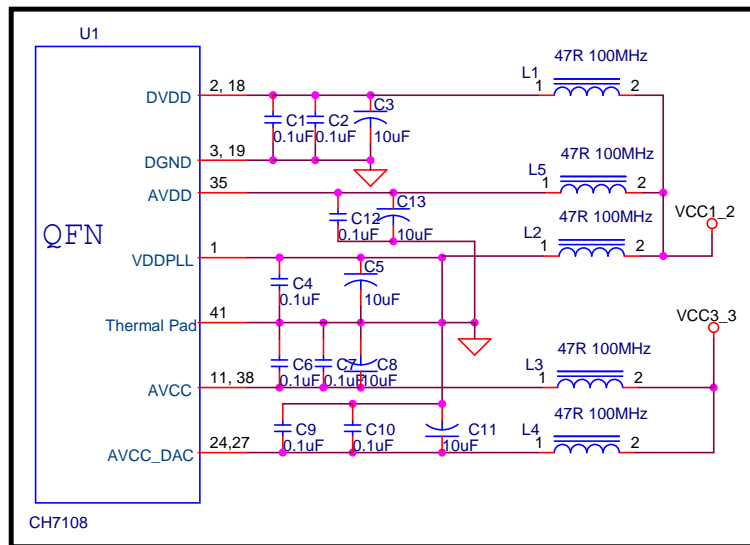 U1
47R 100MHz
L1
1 2
2, 18
DVDD
C3
C1 C2
0.1uF 0.1uF 10uF
3, 19
DGND
47R 100MHz
35
AVDD
L5
1 2
C13
C12
0.1uF 10uF
QFN
47R 100MHz
VCC1_2
1
VDDPLL
L2
1 2
C5
C4
0.1uF 10uF
VCC3_3
41
Thermal Pad
47R 100MHz
C6 C7 C8
0.1uF 0.1uF 10uF
L3
1 2
11, 38
AVCC
47R 100MHz
C9 C10 C11
0.1uF 0.1uF 10uF
L4
1 2
24,27
AVCC_DAC
CH7108